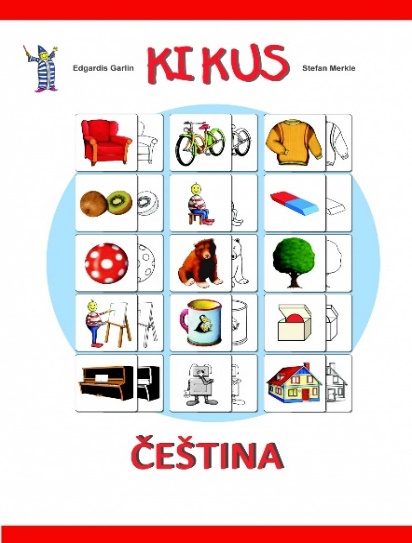 Edgardis Garlin
KIKUS
Stefan Merkle
ČEŠTINA